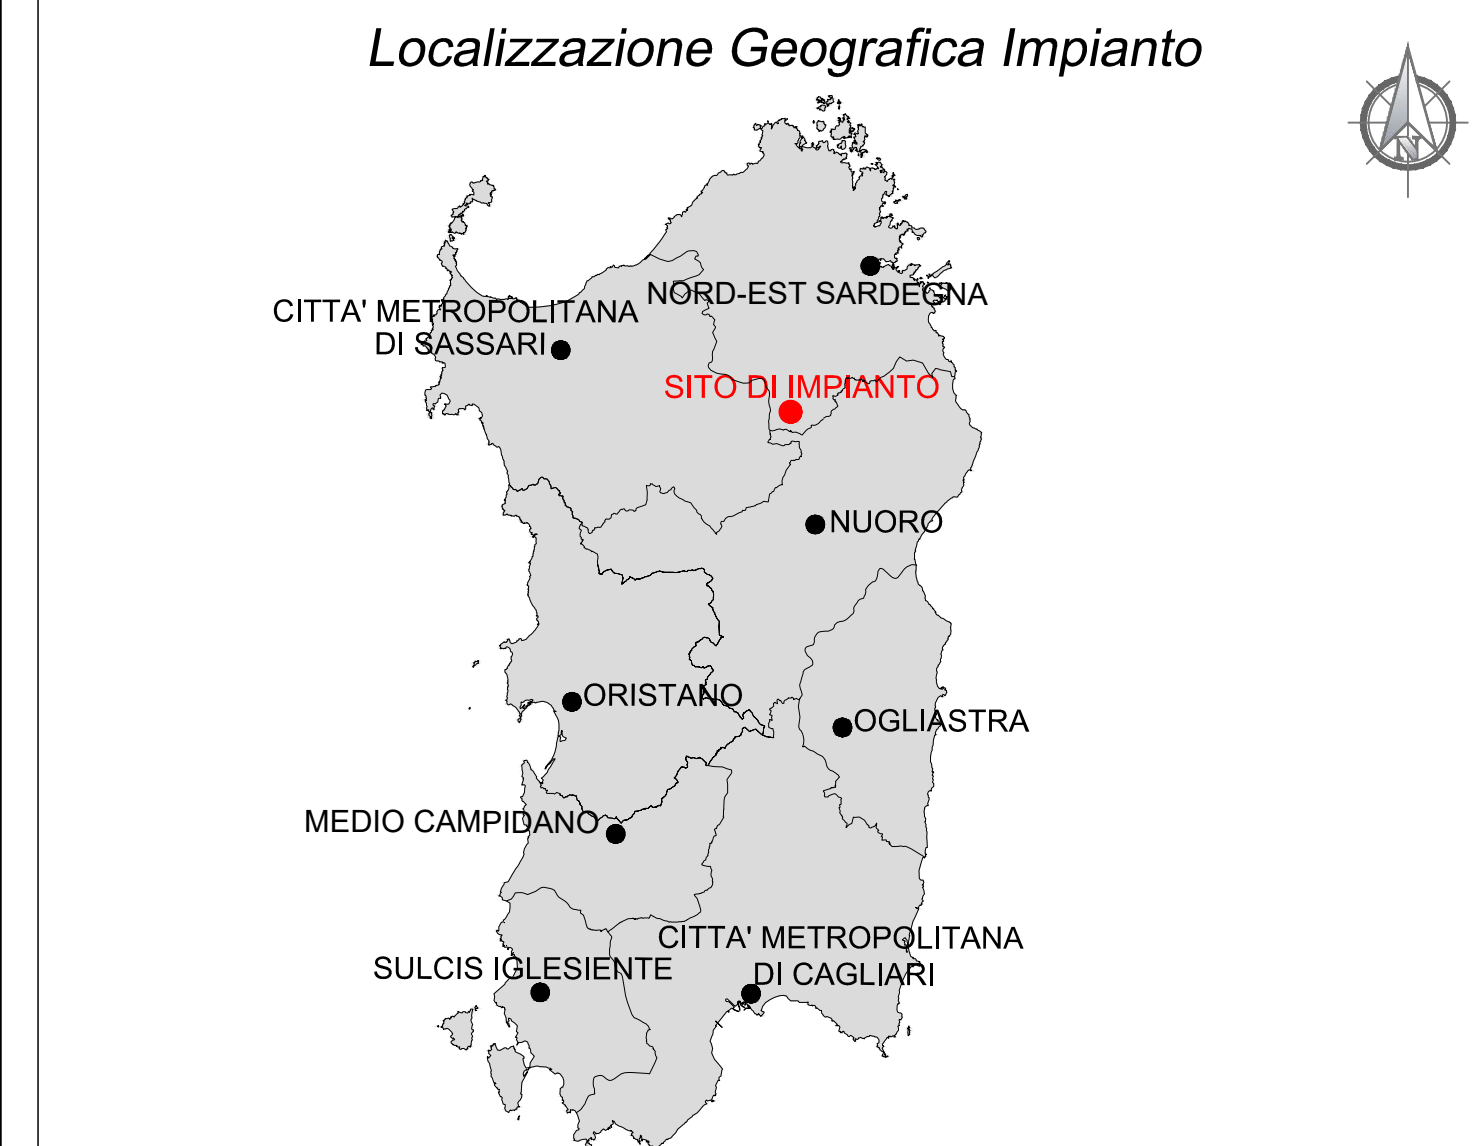 Localizzazione Geografica Impianto
N
NORD-EST SARDEGNA
CITTA' METROPOLITANA
DI SASSARI
SITO DI IMPIANTO
NUORO
ORISTANO
OGLIASTRA
MEDIO CAMPIDANO
CITTA' METROPOLITANA
DI CAGLIARI
SULCIS IGLESIENTE